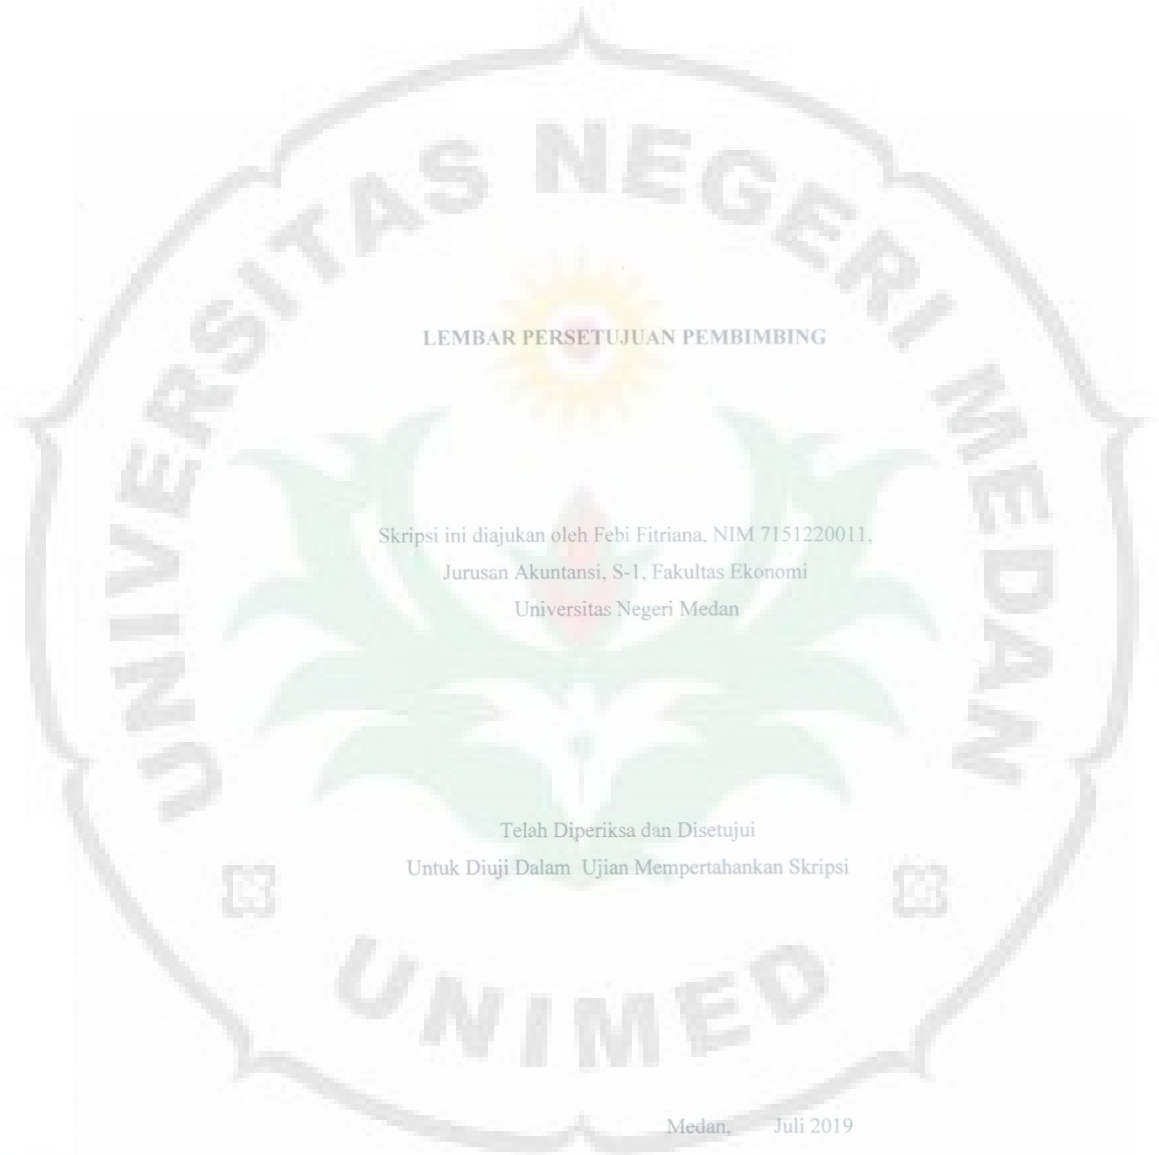 UNIVERSITAS NEGERI MEDAN
LEMBAR PERSETUJUAN PEMBIMBING
Skripsi ini diajukan oleh Febi Fitriana, NIM 7151220011,
Jurusan Akuntansi, S-1, Fakultas Ekonomi
Universitas Negeri Medan
Telah Diperiksa dan Disetujui
Untuk Diuji Dalam Ujian Mempertahankan Skripsi
UNIMED
Medan, Juli 2019